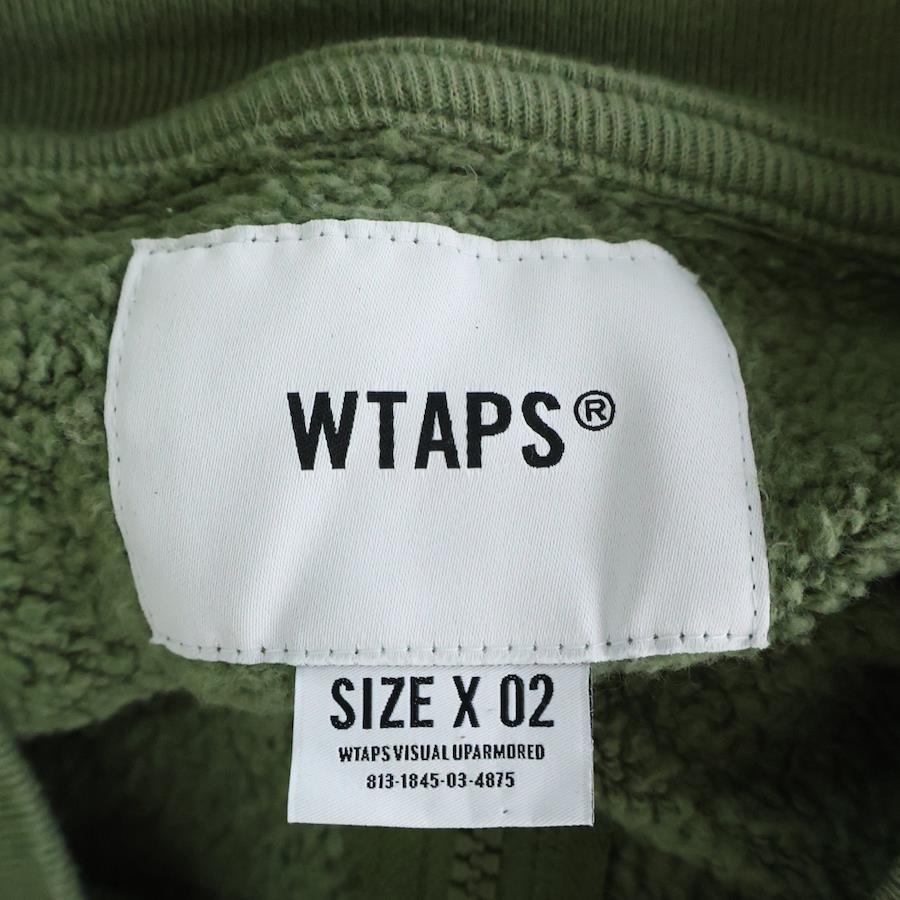 WTAPS®
SIZE X 02
WTAPS VISUAL UPARMORED
813-1845-03-4875